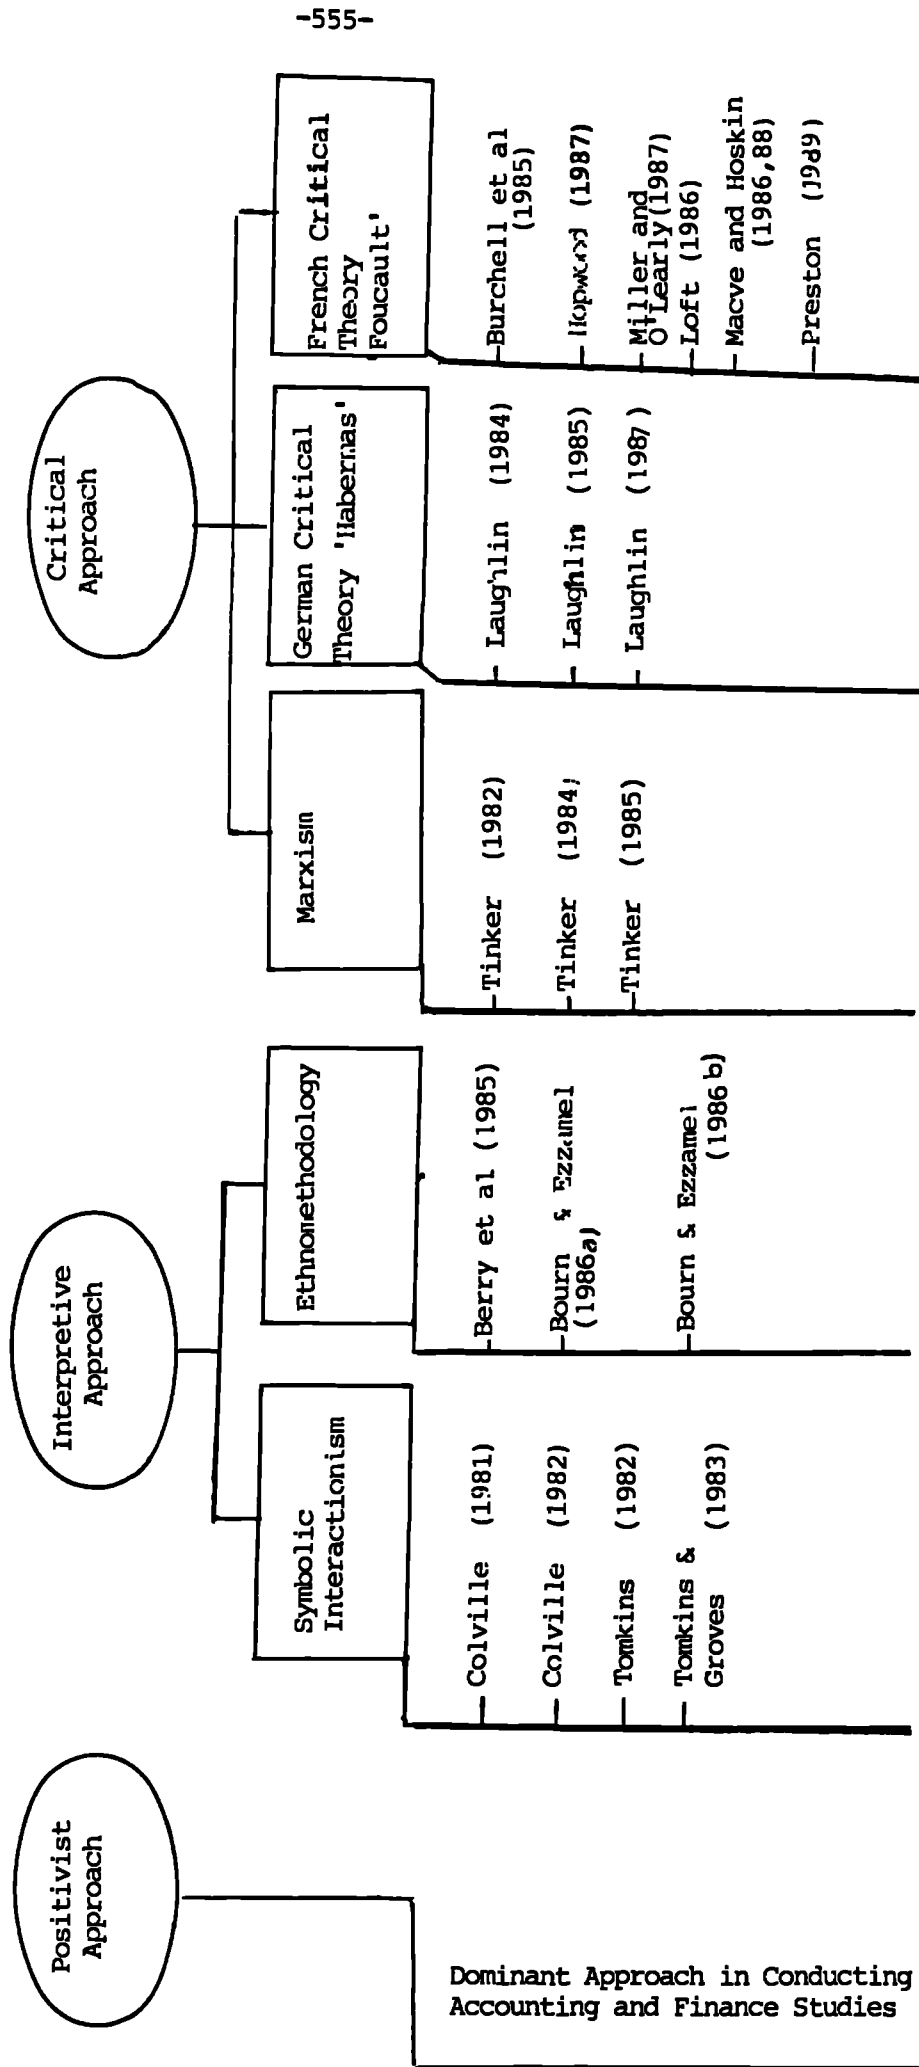 -555-
Positivist
Approach
Dominant Approach in Conducting
Accounting and Finance Studies
Interpretive
Approach
Symbolic
Interactionism
Colville (1981)
Colville (1982)
Tomkins (1982)
Tomkins &
Groves (1983)
Ethnomethodology
Berry et al (1985)
Bourn & Ezzamel
(1986a)
Bourn & Ezzamel
(1986b)
Critical
Approach
Marxism
Tinker (1982)
Tinker (1984)
Tinker (1985)
German Critical
Theory 'Habermas'
Laughlin (1984)
Laughlin (1985)
Laughlin (1987)
French Critical
Theory
Foucault'
Burchell et al
(1985)
Hopwood (1987)
Miller and
O'Learly(1987)
Loft (1986)
Macve and Hoskin
(1986,88)
Preston (1989)